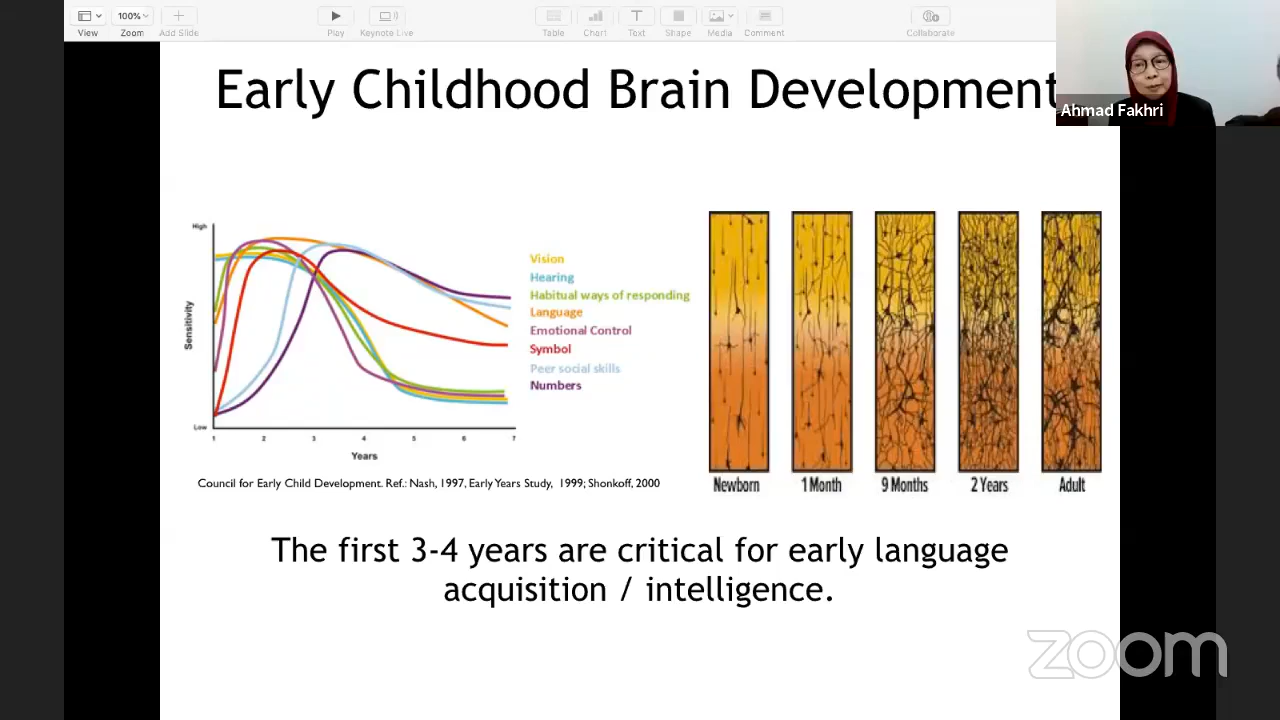 100%
View
Zoom
Add Slide
Play
Keynote Live
Table
Chart
Text
Shape
Media
Comment
Collaborate
Early Childhood Brain Development
Ahmad Fakhri
High
Sensitivity
Low
1 2 3 4 5 6 7
Years
Vision
Hearing
Habitual ways of responding
Language
Emotional Control
Symbol
Peer social skills
Numbers
Newborn
1 Month
9 Months
2 Years
Adult
Council for Early Child Development. Ref.: Nash, 1997, Early Years Study, 1999; Shonkoff, 2000
The first 3-4 years are critical for early language
acquisition / intelligence.
zoom